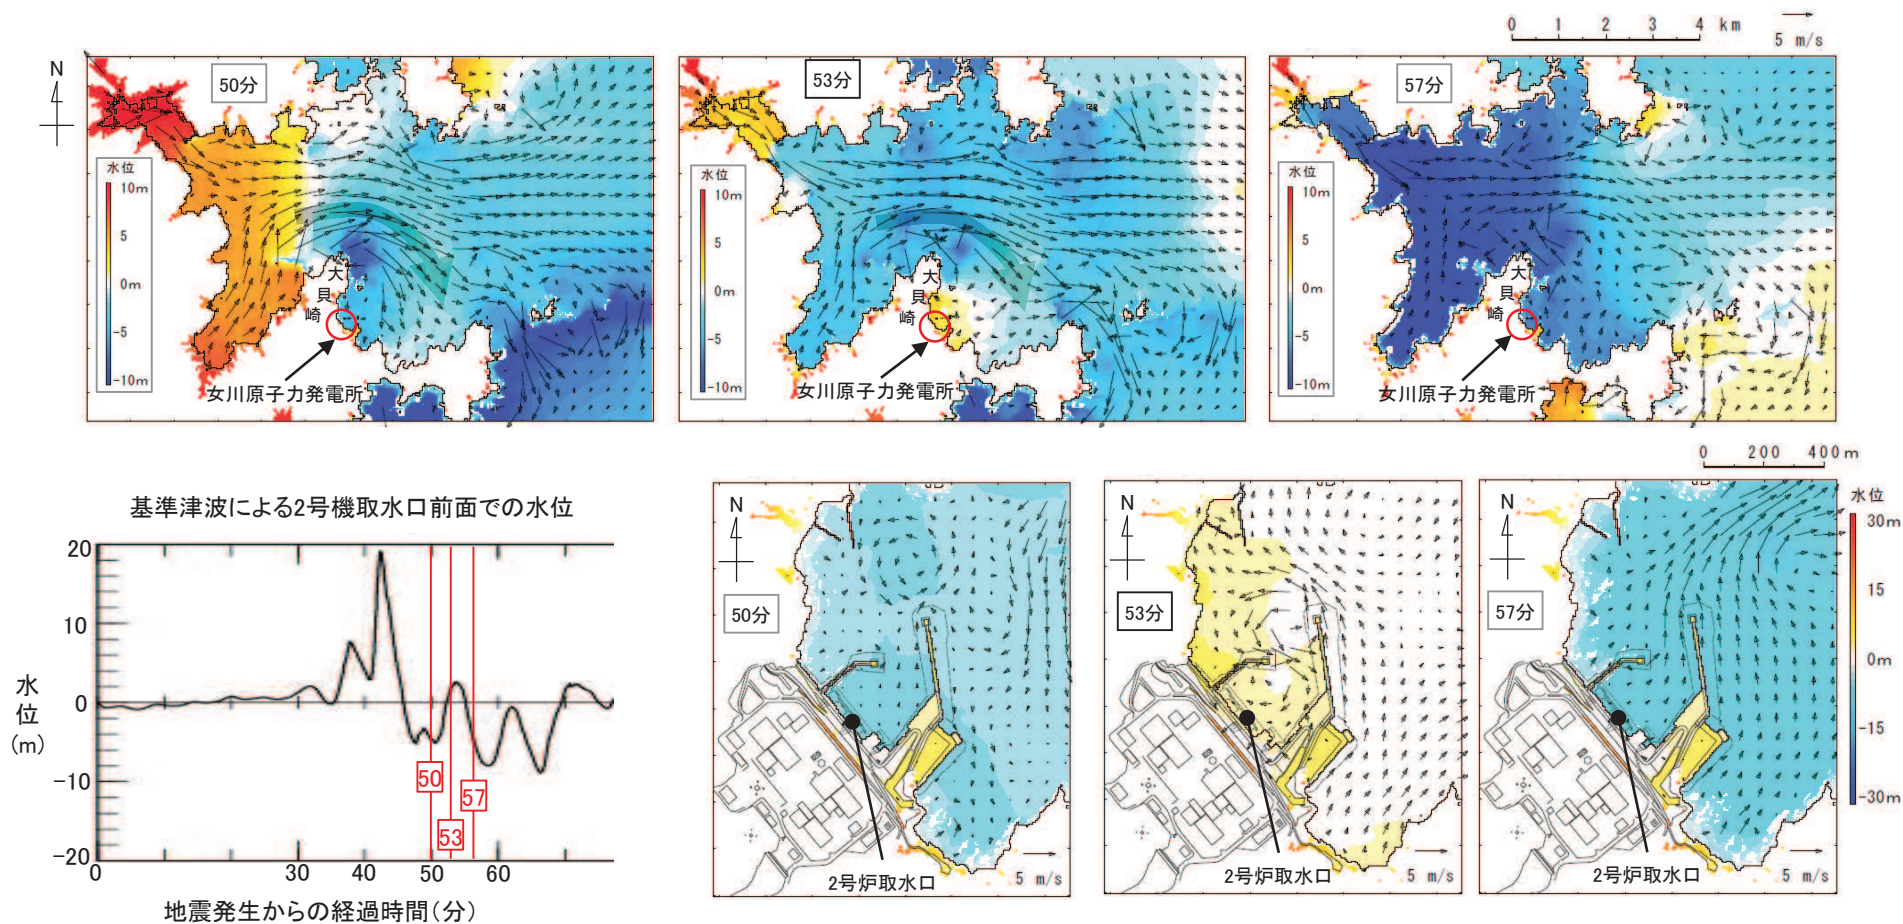 0 1 2 3 4 km
5 m/s
N
50分
水位
10m
5
0m
-5
-10m
大
貝
崎
女川原子力発電所
53分
水位
10m
5
0m
-5
-10m
大
貝
崎
女川原子力発電所
57分
水位
10m
5
0m
-5
-10m
大
貝
崎
女川原子力発電所
基準津波による2号機取水口前面での水位
20
10
0
-10
-20
水位
(m)
50
53
57
0 30 40 50 60
地震発生からの経過時間(分)
0 200 400m
N
50分
2号炉取水口
5 m/s
N
53分
2号炉取水口
5 m/s
N
57分
2号炉取水口
5 m/s
水位
30m
15
0m
-15
-30m